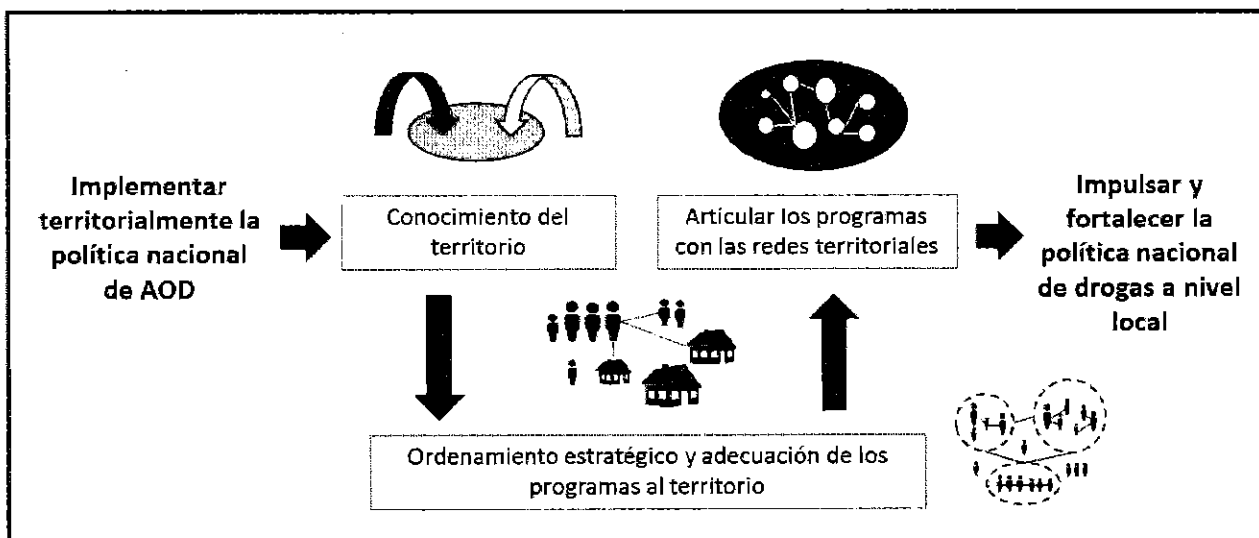 Implementar
territorialmente la
política nacional
de AOD
Conocimiento del
territorio
Articular los programas
con las redes territoriales
Impulsar y
fortalecer la
política nacional
de drogas a nivel
local
Ordenamiento estratégico y adecuación de los
programas al territorio